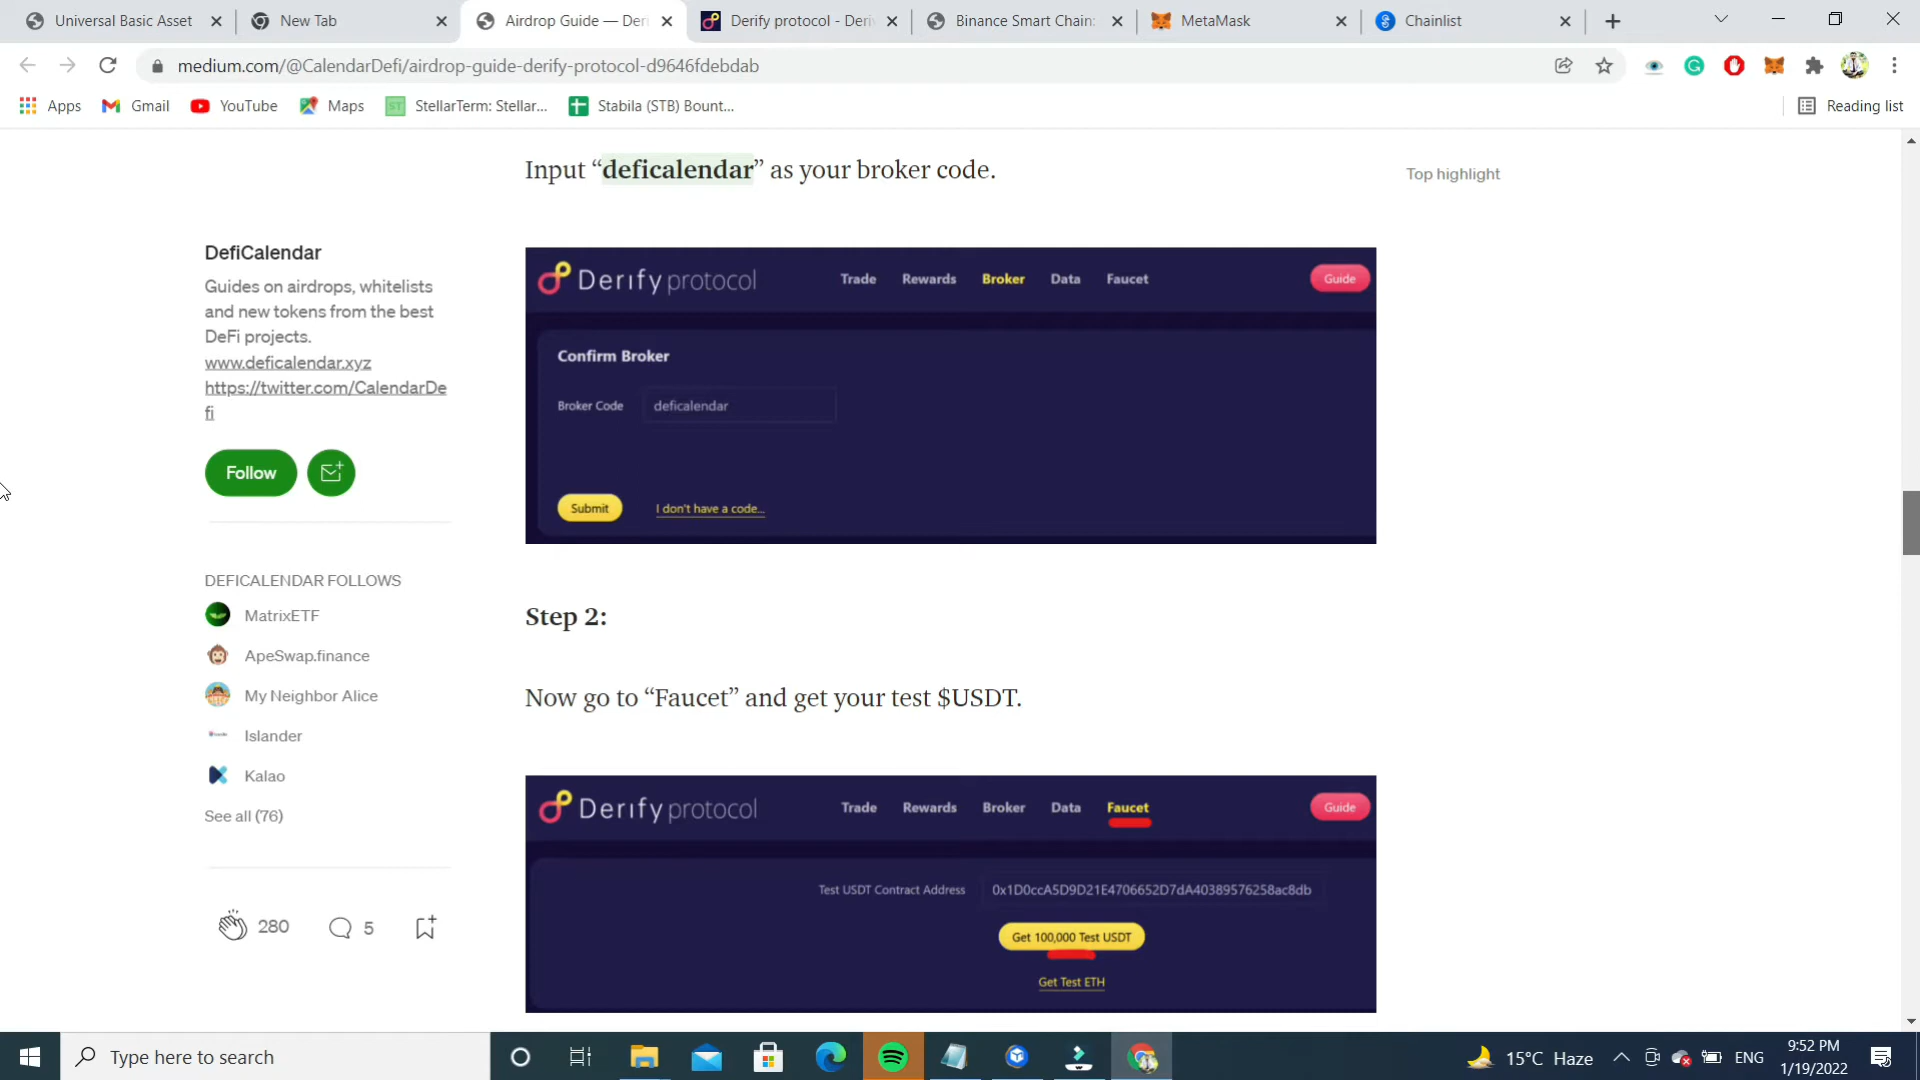 Universal Basic Asset
New Tab
Airdrop Guide — Deri
Derify protocol - Deri
Binance Smart Chain:
MetaMask
Chainlist
medium.com/@CalendarDefi/airdrop-guide-derify-protocol-d9646fdebdab
Apps
Gmail
YouTube
Maps
StellarTerm: Stellar...
Stabila (STB) Bount...
Reading list
Input “deficalendar” as your broker code.
Top highlight
DefiCalendar
Guides on airdrops, whitelists
and new tokens from the best
DeFi projects.
www.deficalendar.xyz
https://twitter.com/CalendarDe
fi
Follow
DEFICALENDAR FOLLOWS
MatrixETF
ApeSwap.finance
My Neighbor Alice
Islander
Kalao
See all (76)
280
5
Derify protocol
Trade
Rewards
Broker
Data
Faucet
Guide
Confirm Broker
Broker Code
deficalendar
Submit
I don't have a code...
Step 2:
Now go to “Faucet” and get your test $USDT.
Derify protocol
Trade
Rewards
Broker
Data
Faucet
Guide
Test USDT Contract Address
0x1D0ccA5D9D21E4706652D7dA40389576258ac8db
Get 100,000 Test USDT
Get Test ETH
Type here to search
15°C Haze
ENG
9:52 PM
1/19/2022